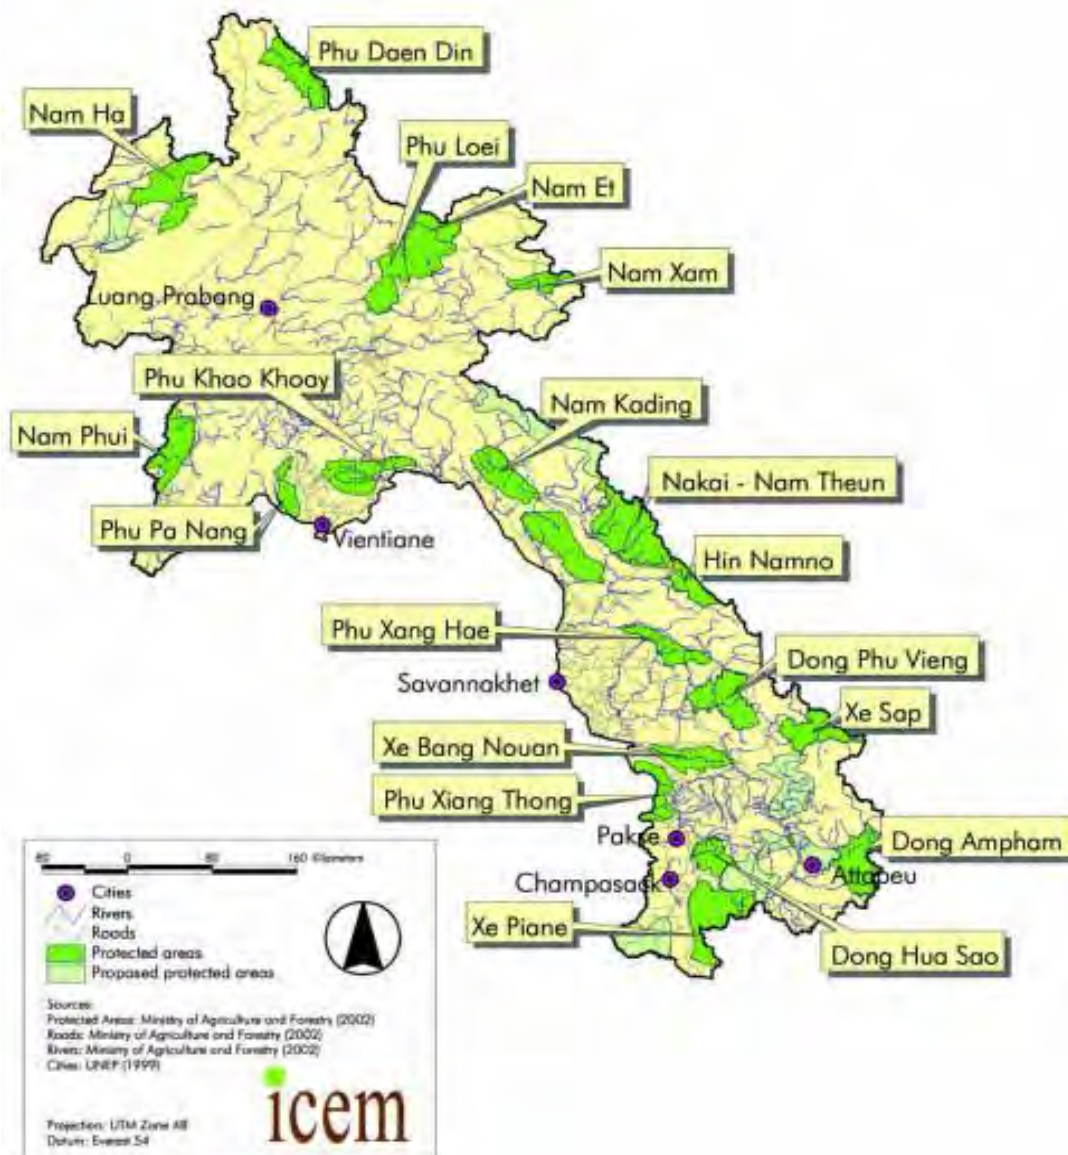 Phu Daen Din
Nam Ha
Phu Loei
Nam Et
Nam Xam
Luang Prabang
Phu Khao Khoay
Nam Kading
Nam Phui
Nakai - Nam Theun
Phu Pa Nang
Vientiane
Hin Namno
Phu Xang Hae
Dong Phu Vieng
Savannakhet
Xe Sap
Xe Bang Nouan
Phu Xiang Thong
Pakse
Dong Ampham
Attapeu
Champasack
Xe Piane
Dong Hua Sao
80 0 80 160 Kilometers
Cities
Rivers
Roads
Protected areas
Proposed protected areas
Sources:
Protected Areas: Ministry of Agriculture and Forestry (2002)
Roads: Ministry of Agriculture and Forestry (2002)
Rivers: Ministry of Agriculture and Forestry (2002)
Cities: UNEP (1999)
icem
Projection: UTM Zone 48
Datum: Everest 54